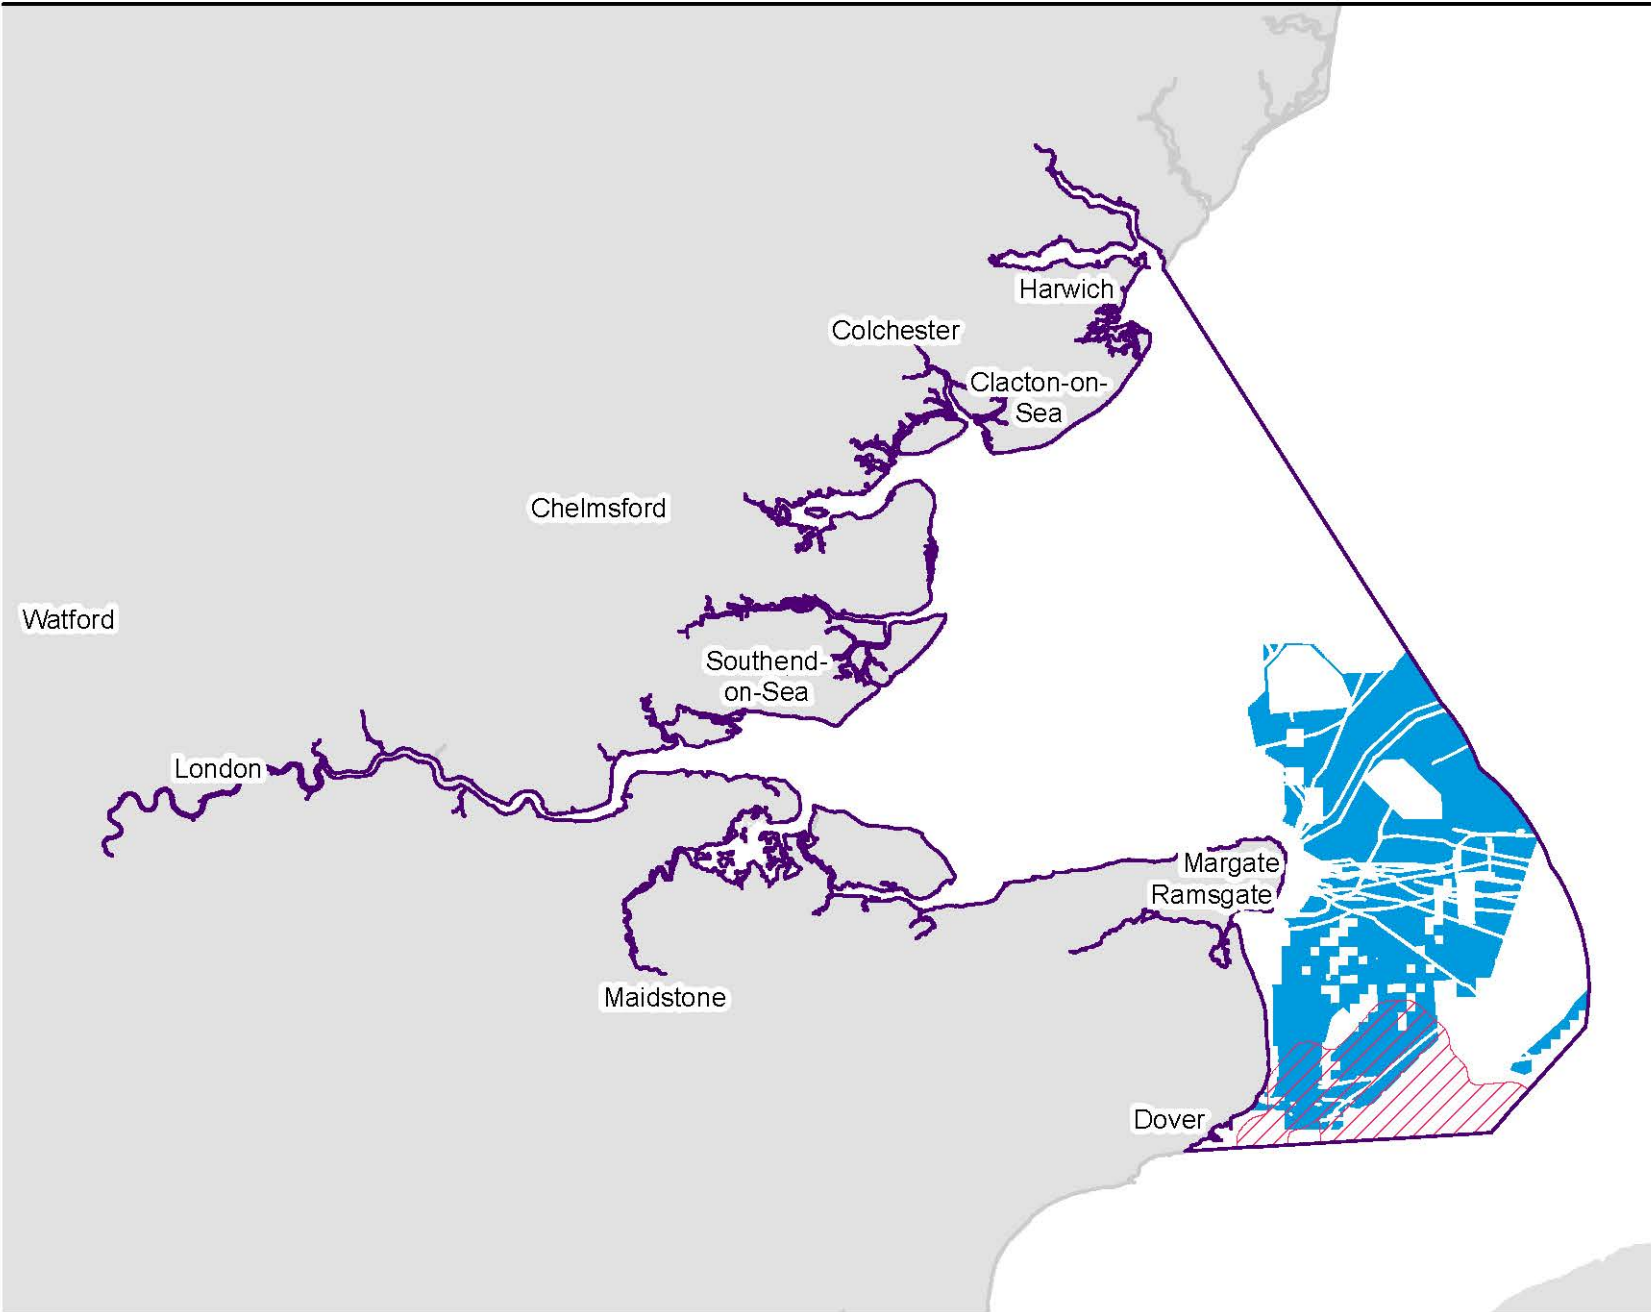 Harwich
Colchester
Clacton-on-
Sea
Chelmsford
Watford
Southend-
on-Sea
London
Margate
Ramsgate
Maidstone
Dover